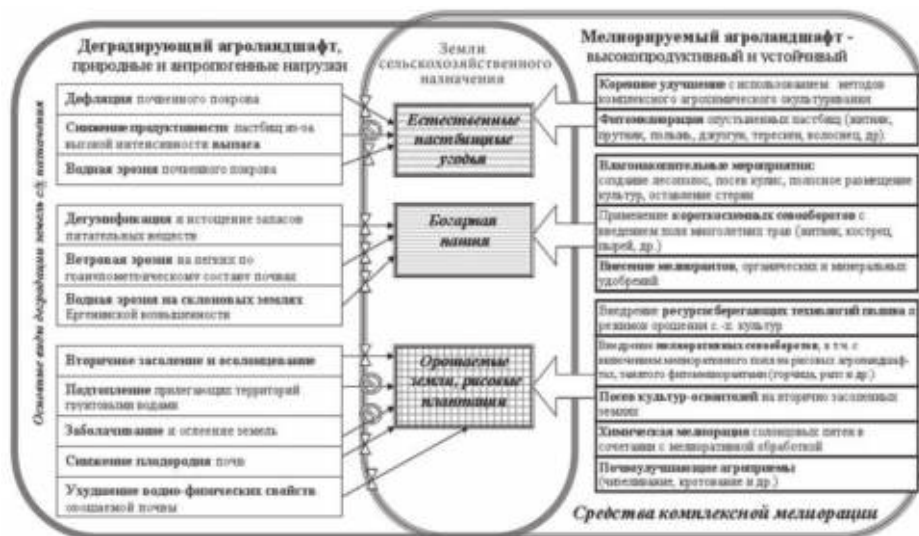 Деградирующий агроландшафт,
природные и антропогенные нагрузки
Земли
сельскохозяйственного
назначения
Мелиорируемый агроландшафт -
высокопродуктивный и устойчивый
Основные виды деградации земель с/х назначения
Дефляция почвенного покрова
Снижение продуктивности пастбищ из-за
высокой интенсивности выпаса
Водная эрозия почвенного покрова
Естественные
пастбищные
угодья
Коренное улучшение с использованием методов
комплексного агрохимического окультуривания
Фитомелиорация опустыненных пастбищ (житняк,
прутняк, полынь, джузгун, терескен, волоснец, др).
Дегумификация и истощение запасов
питательных веществ
Ветровая эрозия на легких по
гранулометрическому составу почвах
Водная эрозия на склоновых землях
Ергенинской возвышенности
Богарная
пашня
Влагонакопительные мероприятия:
создание лесополос, посев кулис, полосное размещение
культур, оставление стерни
Применение короткосменных севооборотов с
введением поля многолетних трав (житняк, кострец,
пырей, др.)
Внесение мелиорантов, органических и минеральных
удобрений
Вторичное засоление и осолонцевание
Подтопление прилегающих территорий
грунтовыми водами
Заболачивание и оглеение земель
Снижение плодородия почв
Ухудшение водно-физических свойств
орошаемой почвы
Орошаемые
земли, рисовые
плантации
Внедрение ресурсосберегающих технологий полива и
режимов орошения с.-х. культур
Внедрение мелиоративных севооборотов, в т.ч. с
включением мелиоративного поля на рисовых агроландшаф-
тах, занятого фитомелиорантами (горчица, рапс и др.)
Посев культур-освоителей на вторично засоленных
землях
Химическая мелиорация солонцовых пятен в
сочетании с мелиоративной обработкой
Почвоулучшающие агроприемы
(щелевание, кротование и др.)
Средства комплексной мелиорации